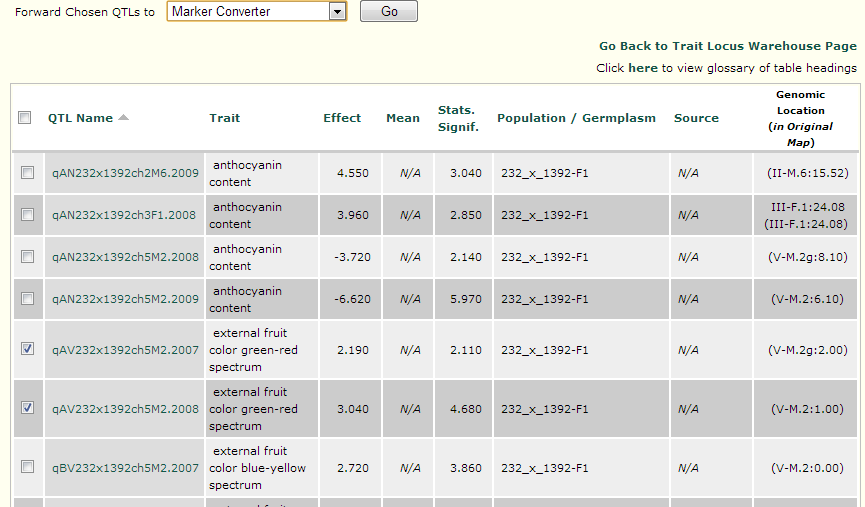 Forward Chosen QTLs to Marker Converter Go
Go Back to Trait Locus Warehouse Page
Click here to view glossary of table headings
QTL Name Trait Effect Mean Stats. Signif. Population / Germplasm Source Genomic Location (in Original Map)
qAN232x1392ch2M6.2009 anthocyanin content 4.550 N/A 3.040 232_x_1392-F1 N/A (II-M.6:15.52)
qAN232x1392ch3F1.2008 anthocyanin content 3.960 N/A 2.850 232_x_1392-F1 N/A III-F.1:24.08 (III-F.1:24.08)
qAN232x1392ch5M2.2008 anthocyanin content -3.720 N/A 2.140 232_x_1392-F1 N/A (V-M.2g:8.10)
qAN232x1392ch5M2.2009 anthocyanin content -6.620 N/A 5.970 232_x_1392-F1 N/A (V-M.2:6.10)
qAV232x1392ch5M2.2007 external fruit color green-red spectrum 2.190 N/A 2.110 232_x_1392-F1 N/A (V-M.2g:2.00)
qAV232x1392ch5M2.2008 external fruit color green-red spectrum 3.040 N/A 4.680 232_x_1392-F1 N/A (V-M.2:1.00)
qBV232x1392ch5M2.2007 external fruit color blue-yellow spectrum 2.720 N/A 3.860 232_x_1392-F1 N/A (V-M.2:0.00)